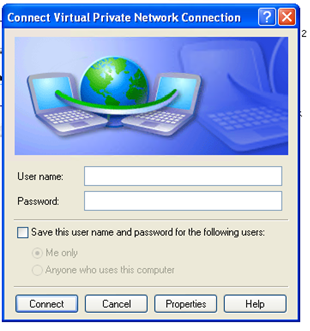 Connect Virtual Private Network Connection ?
2
User name:
Password:
Save this user name and password for the following users:
Me only
Anyone who uses this computer
Connect Cancel Properties Help